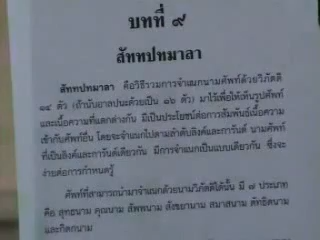 บทที่ ๙
สัททปทมาลา
สัททปทมาลา คือวิธีรวมการจำแนกนามศัพท์ด้วยวิภัตติ
๑๔ ตัว (ถ้านับอาลปนะด้วยเป็น ๑๖ ตัว) มาไว้เพื่อให้เห็นรูปศัพท์
และเนื้อความที่แตกต่างกัน มีเป็นประโยชน์ต่อการสัมพันธ์เนื้อความ
เข้ากับศัพท์อื่น โดยจะจำแนกไปตามลำดับลิงค์และการันต์ นามศัพท์
ที่เป็นลิงค์และการันต์เดียวกัน มีการจำแนกเป็นแบบเดียวกัน ซึ่งจะ
ง่ายต่อการกำหนดรู้
ศัพท์ที่สามารถนำมาจำแนกด้วยนามวิภัตติได้นั้น มี ๗ ประเภท
คือ สุทธนาม คุณนาม สัพพนาม สังขยานาม สมาสนาม ตัทธิตนาม
และกิตกนาม